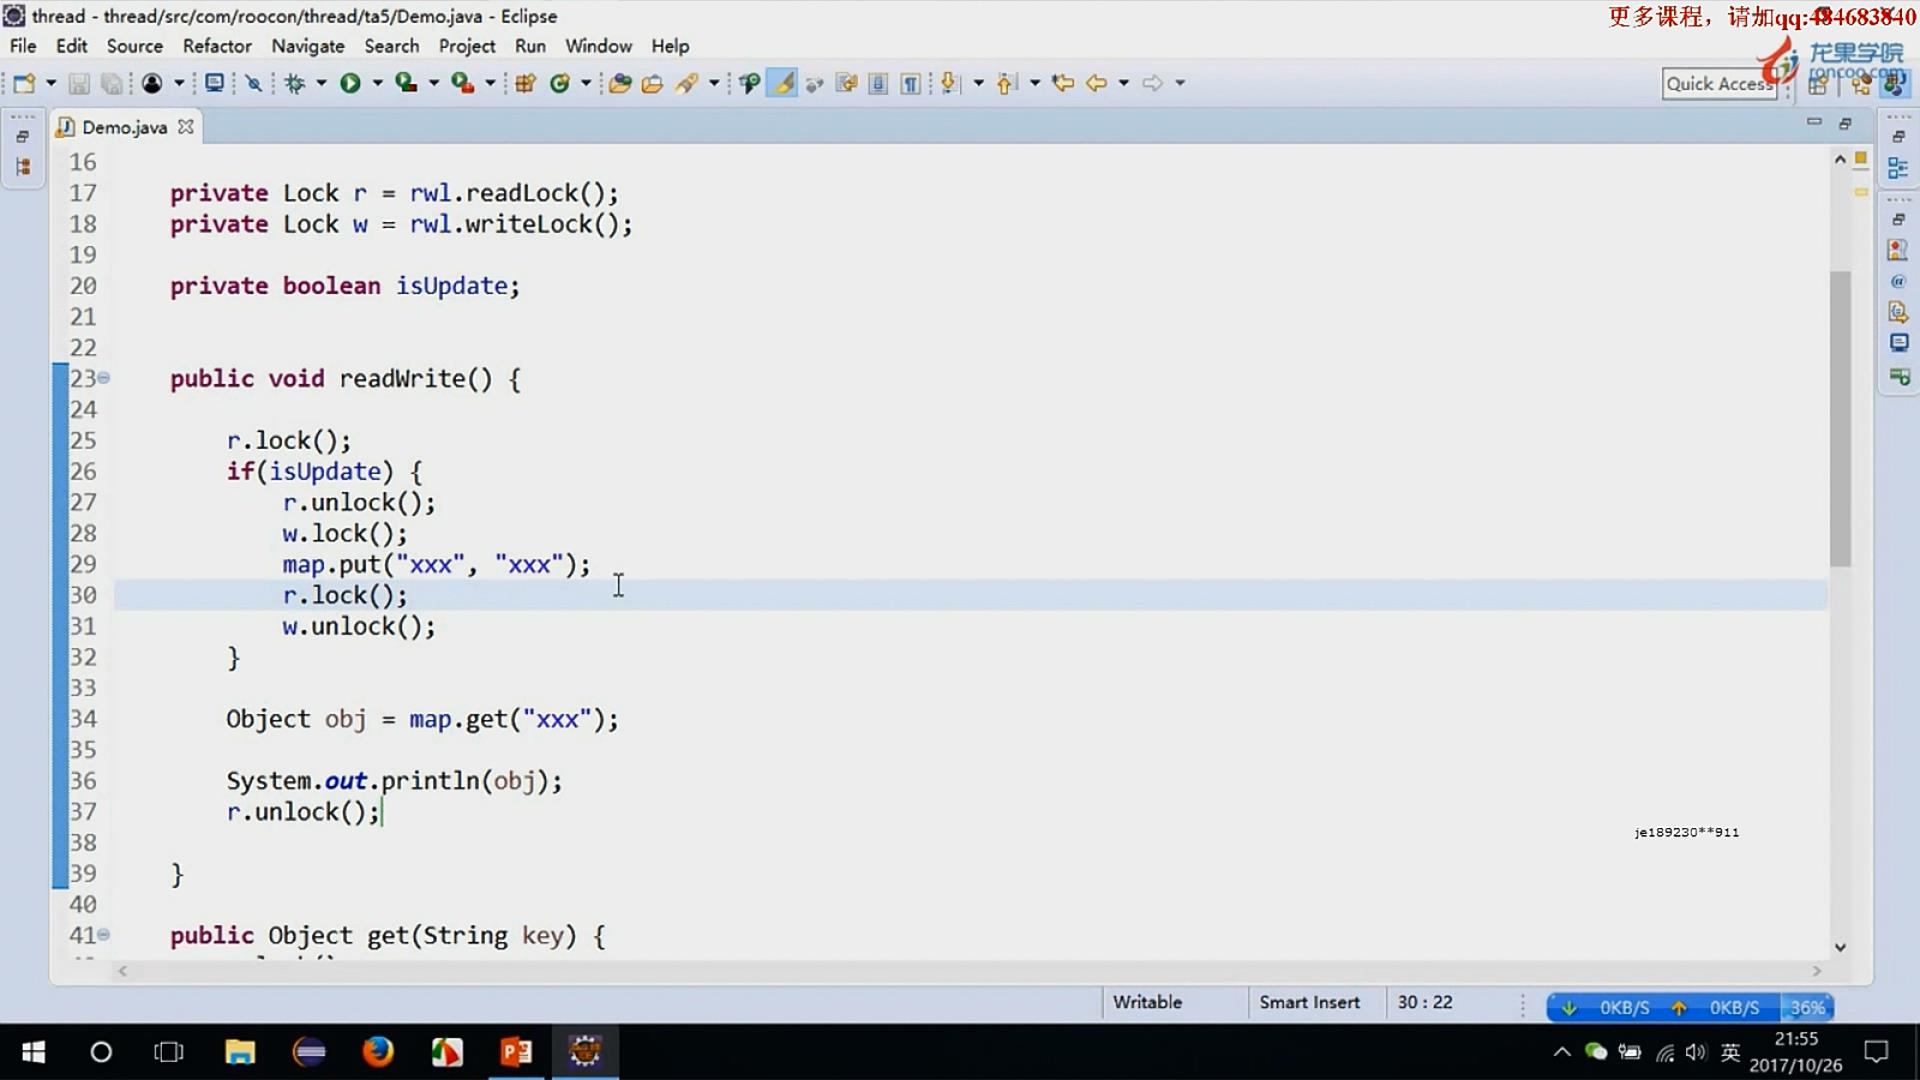 thread - thread/src/com/roocon/thread/ta5/Demo.java - Eclipse
更多课程，请加qq:484683840
File Edit Source Refactor Navigate Search Project Run Window Help
龙果学院
roncoo.com
Quick Access
Demo.java
16
17 private Lock r = rwl.readLock();
18 private Lock w = rwl.writeLock();
19
20 private boolean isUpdate;
21
22
23 public void readWrite() {
24
25 r.lock();
26 if(isUpdate) {
27 r.unlock();
28 w.lock();
29 map.put("xxx", "xxx");
30 r.lock();
31 w.unlock();
32 }
33
34 Object obj = map.get("xxx");
35
36 System.out.println(obj);
37 r.unlock();
38
je189230**911
39 }
40
41 public Object get(String key) {
Writable Smart Insert 30 : 22
0KB/S 0KB/S 36%
英
21:55
2017/10/26